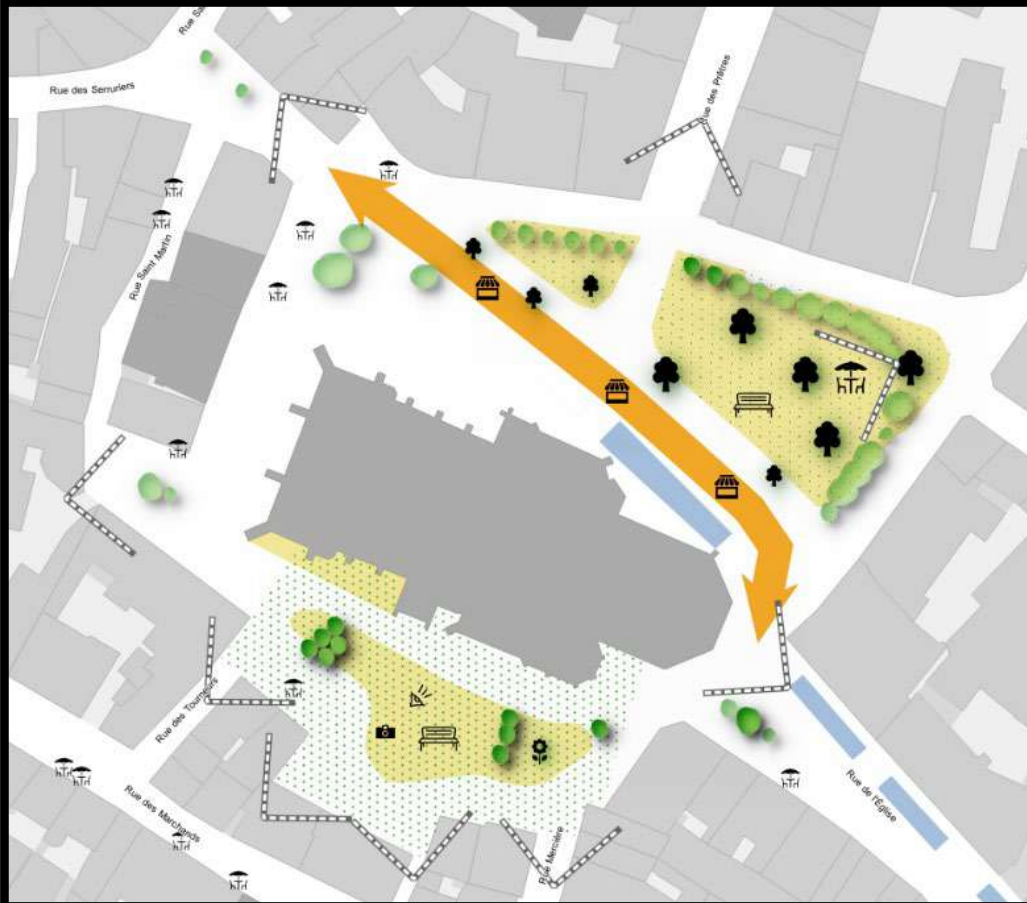 Rue des Serruriers
Rue des Prêtres
Rue Saint Martin
Rue des Tourneurs
Rue des Marchands
Rue Mercière
Rue de l'Église